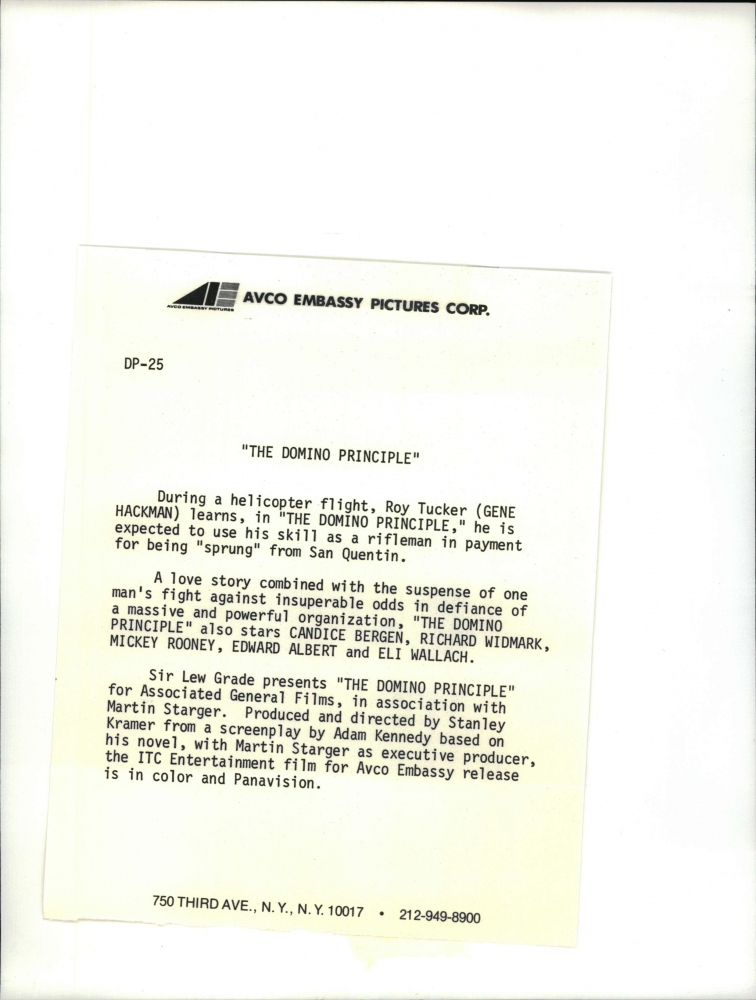 AVCO EMBASSY PICTURES
AVCO EMBASSY PICTURES CORP.
DP-25
"THE DOMINO PRINCIPLE"
During a helicopter flight, Roy Tucker (GENE
HACKMAN) learns, in "THE DOMINO PRINCIPLE," he is
expected to use his skill as a rifleman in payment
for being "sprung" from San Quentin.
A love story combined with the suspense of one
man's fight against insuperable odds in defiance of
a massive and powerful organization, "THE DOMINO
PRINCIPLE" also stars CANDICE BERGEN, RICHARD WIDMARK,
MICKEY ROONEY, EDWARD ALBERT and ELI WALLACH.
Sir Lew Grade presents "THE DOMINO PRINCIPLE"
for Associated General Films, in association with
Martin Starger. Produced and directed by Stanley
Kramer from a screenplay by Adam Kennedy based on
his novel, with Martin Starger as executive producer,
the ITC Entertainment film for Avco Embassy release
is in color and Panavision.
750 THIRD AVE., N.Y., N.Y. 10017 • 212-949-8900